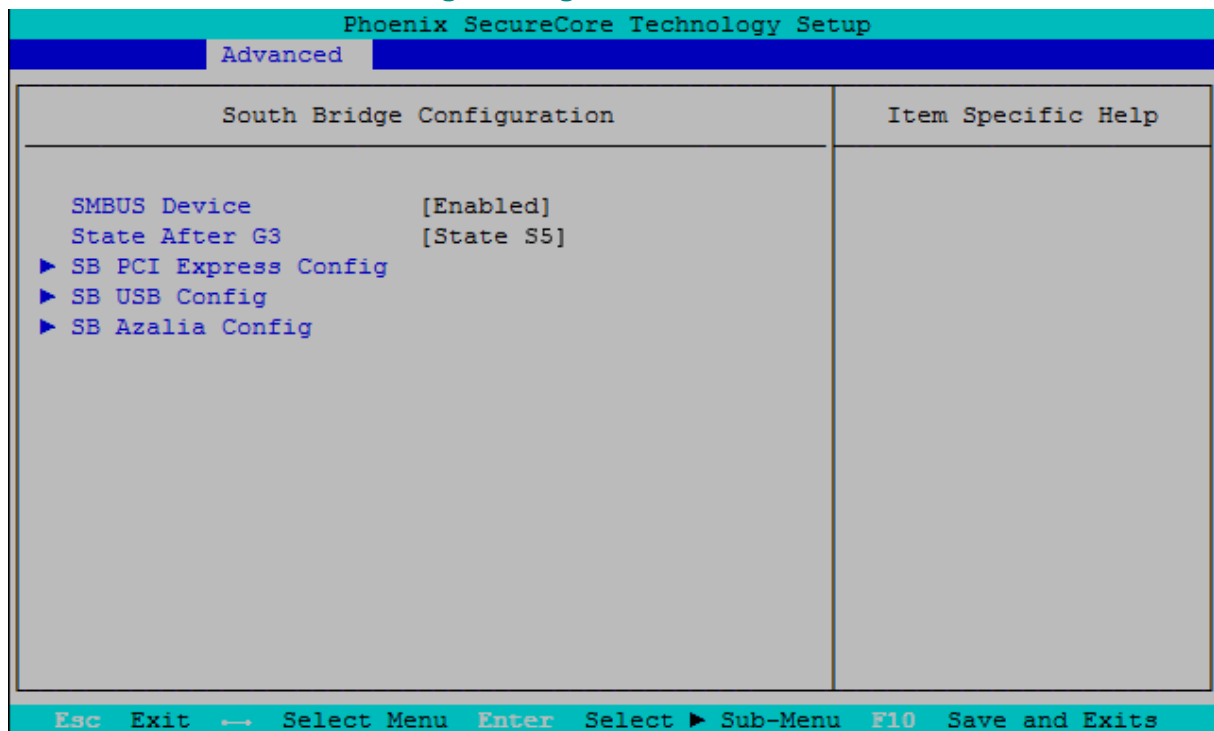 Phoenix SecureCore Technology Setup
Advanced
South Bridge Configuration
Item Specific Help
SMBUS Device [Enabled]
State After G3 [State S5]
► SB PCI Express Config
► SB USB Config
► SB Azalia Config
Esc Exit ↔ Select Menu Enter Select ► Sub-Menu F10 Save and Exits